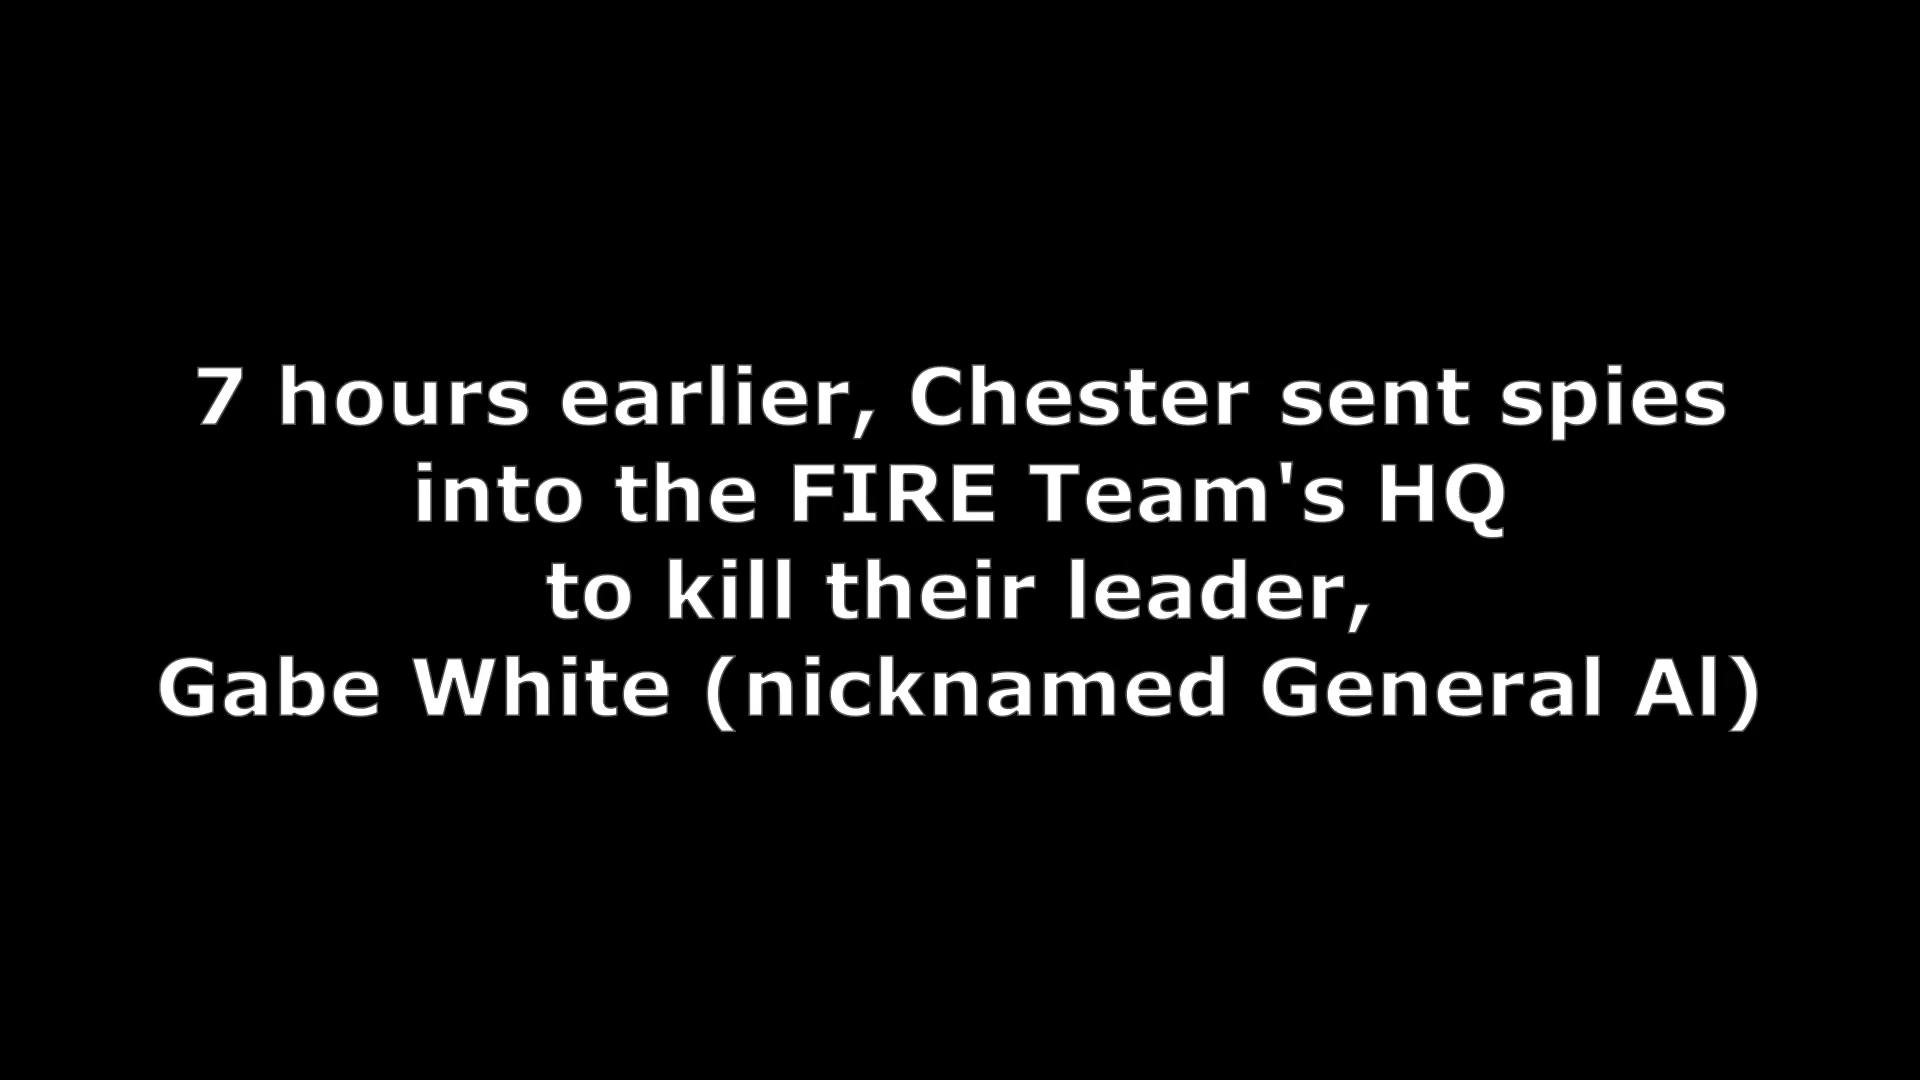 7 hours earlier, Chester sent spies
into the FIRE Team's HQ
to kill their leader,
Gabe White (nicknamed General Al)